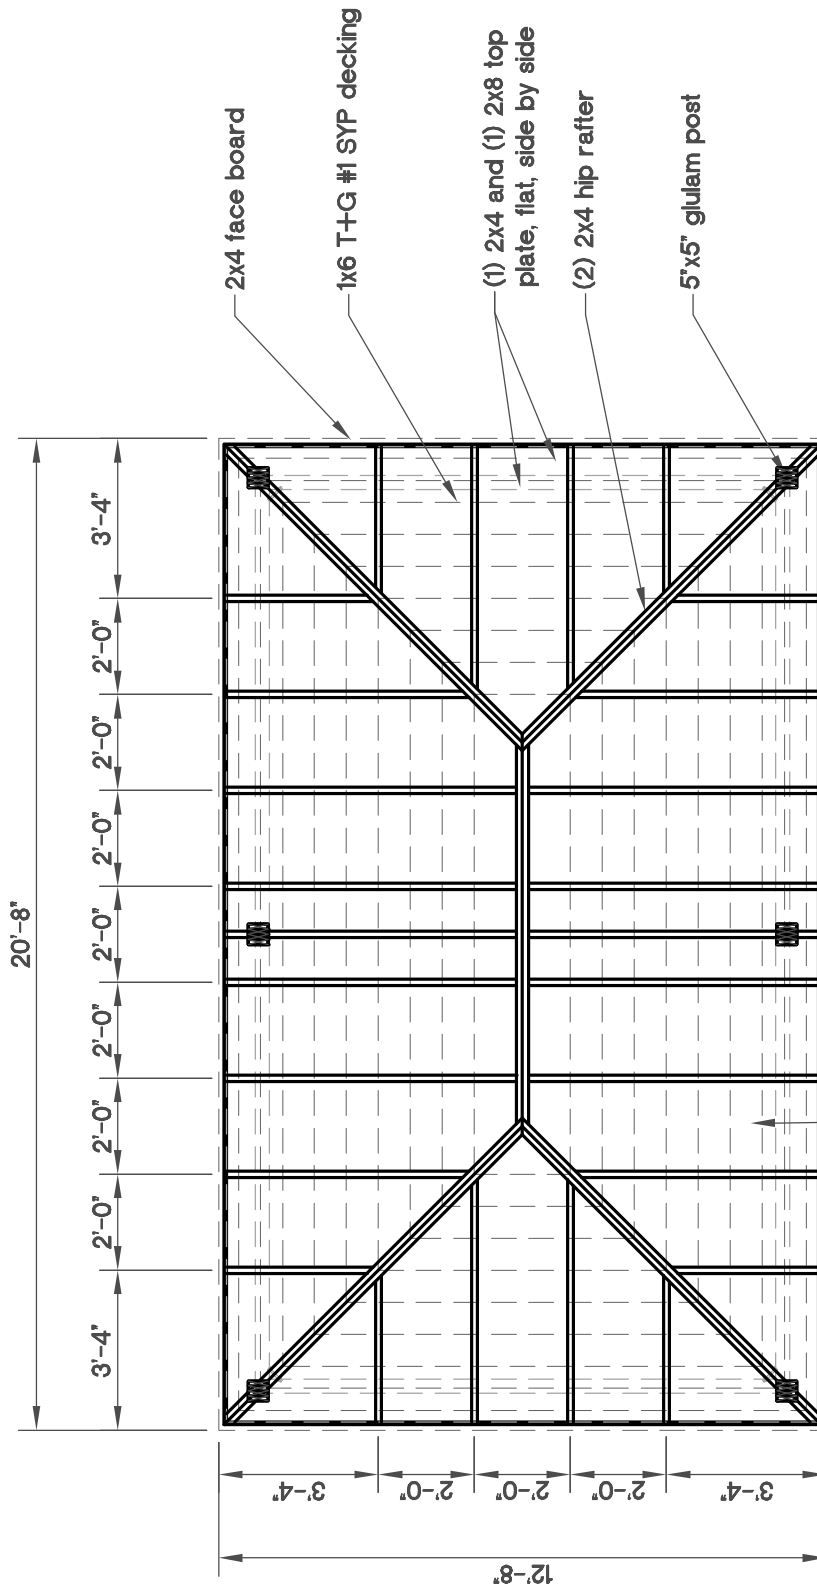 20'-8"
3'-4"
2'-0"
2'-0"
2'-0"
2'-0"
2'-0"
2'-0"
2'-0"
3'-4"
12'-8"
3'-4"
2'-0"
2'-0"
2'-0"
3'-4"
2x4 face board
1x6 T+G #1 SYP decking
(1) 2x4 and (1) 2x8 top
plate, flat, side by side
(2) 2x4 hip rafter
5"x5" glulam post